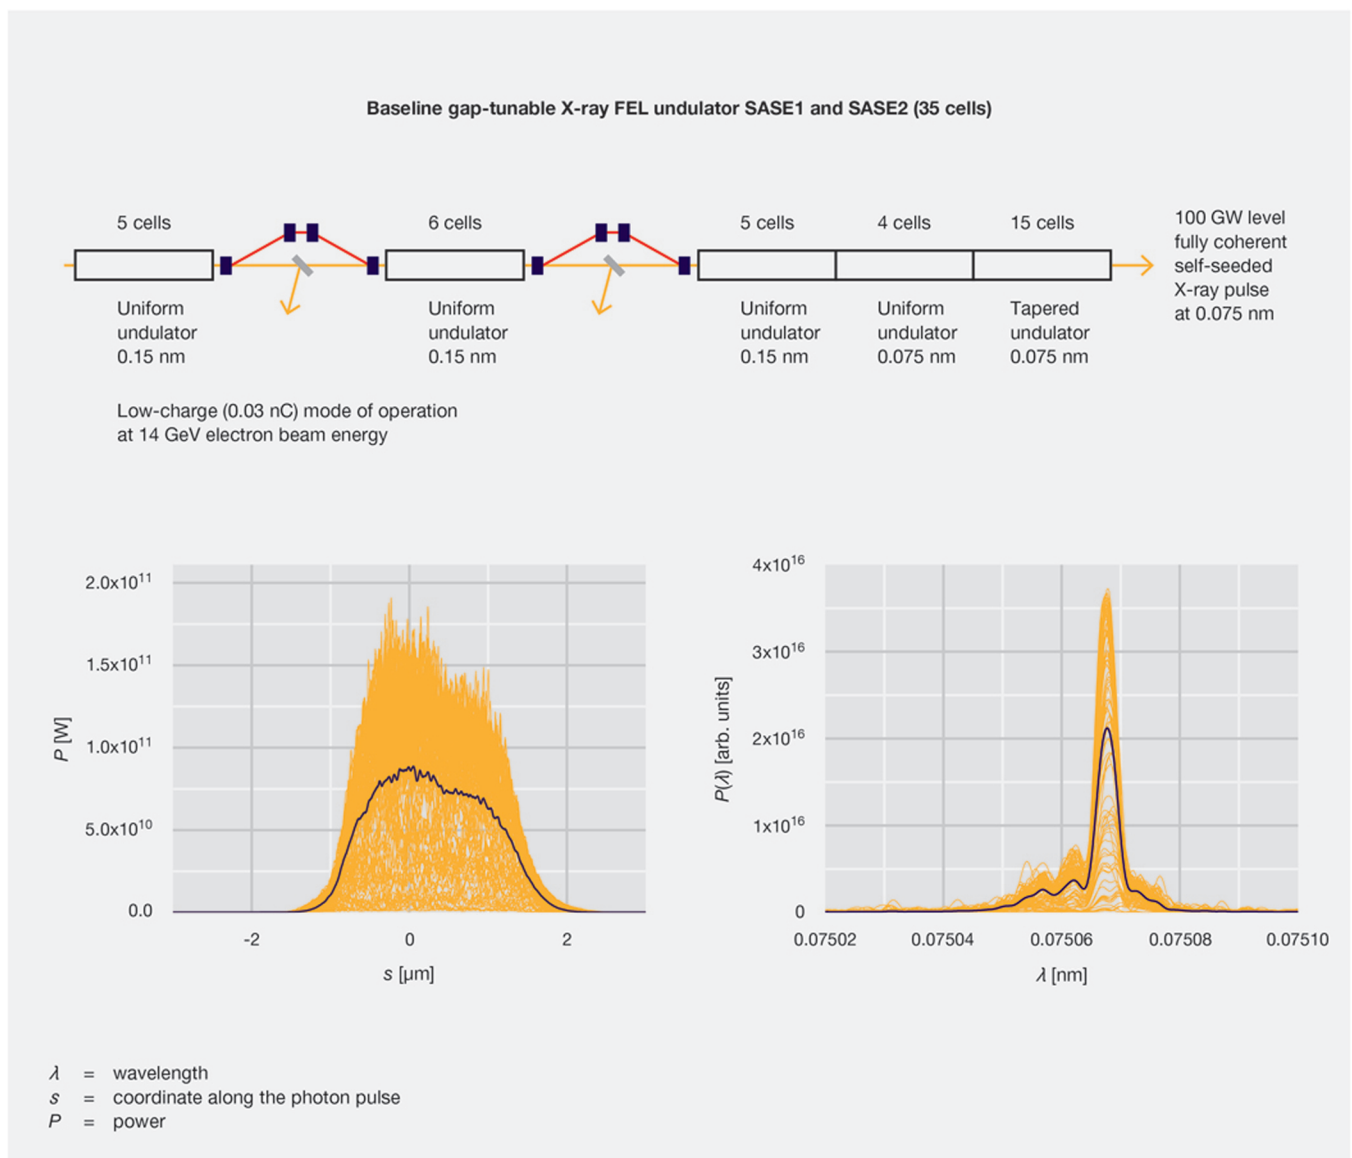 Baseline gap-tunable X-ray FEL undulator SASE1 and SASE2 (35 cells)
5 cells
6 cells
5 cells
4 cells
15 cells
100 GW level
fully coherent
self-seeded
X-ray pulse
at 0.075 nm
Uniform
undulator
0.15 nm
Uniform
undulator
0.15 nm
Uniform
undulator
0.15 nm
Uniform
undulator
0.075 nm
Tapered
undulator
0.075 nm
Low-charge (0.03 nC) mode of operation
at 14 GeV electron beam energy
P [W]
2.0x10¹¹
1.5x10¹¹
1.0x10¹¹
5.0x10¹⁰
0.0
-2
0
2
s [µm]
P(λ) [arb. units]
4x10¹⁶
3x10¹⁶
2x10¹⁶
1x10¹⁶
0
0.07502
0.07504
0.07506
0.07508
0.07510
λ [nm]
λ = wavelength
s = coordinate along the photon pulse
P = power